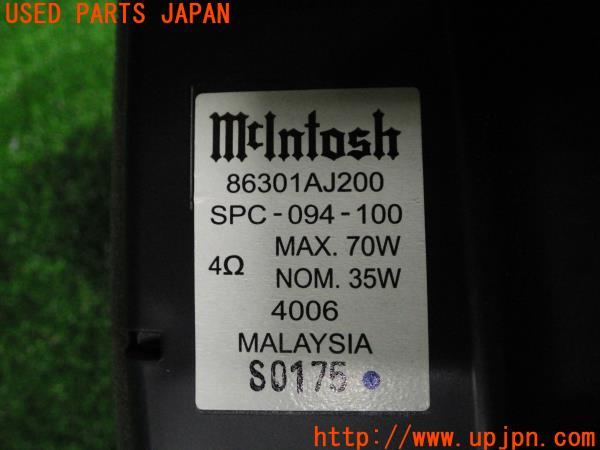 USED PARTS JAPAN
McIntosh
86301AJ200
SPC-094-100
4Ω
MAX. 70W
NOM. 35W
4006
MALAYSIA
S0175
https://www.upjpn.com/